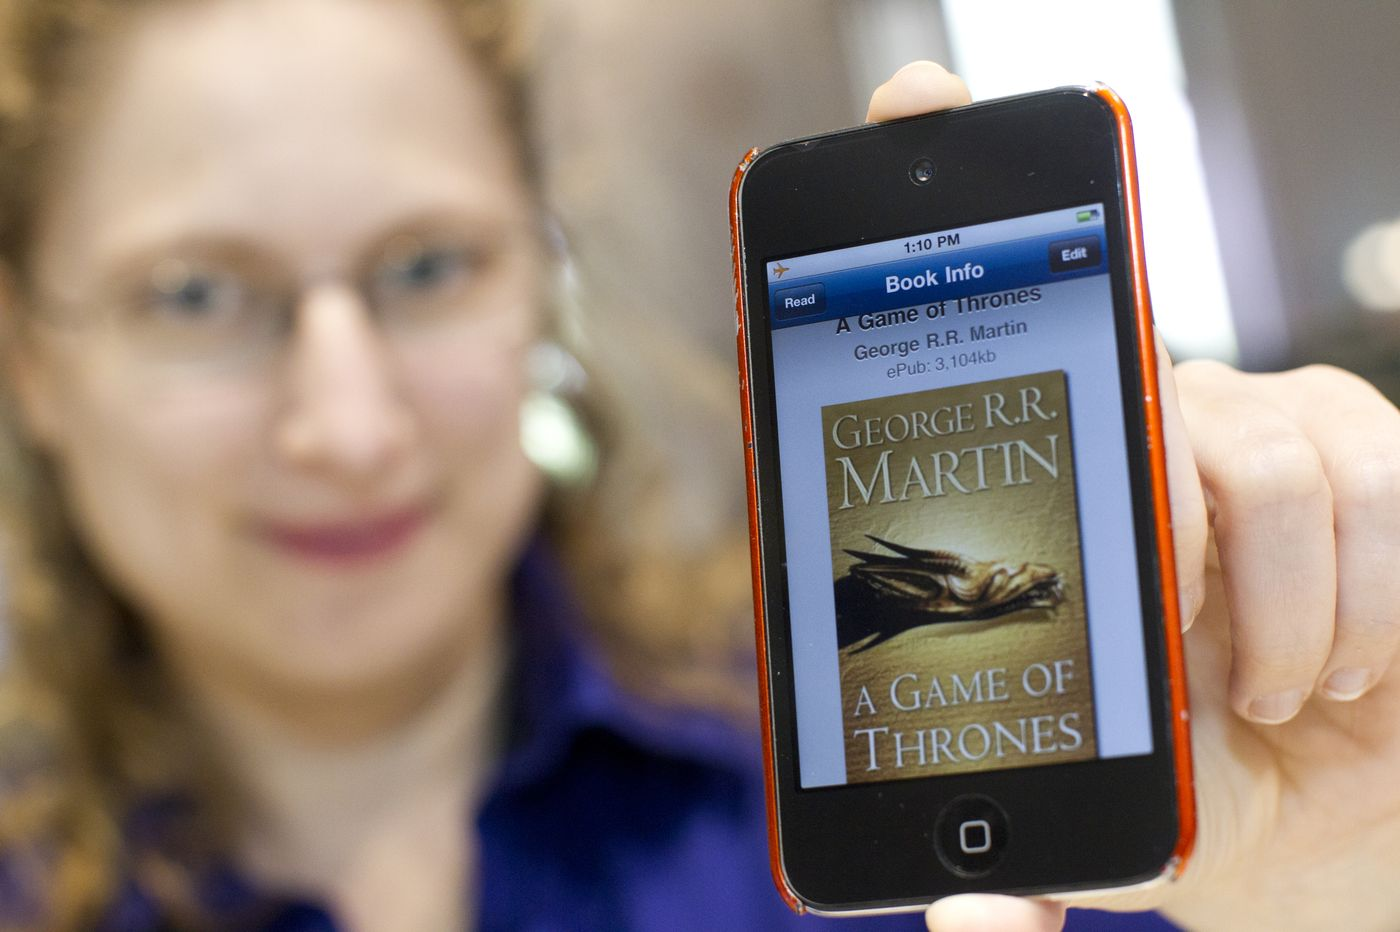 1:10 PM
Read
Book Info
Edit
A Game of Thrones
George R.R. Martin
ePub: 3,104kb
GEORGE R.R.
MARTIN
A GAME OF
THRONES